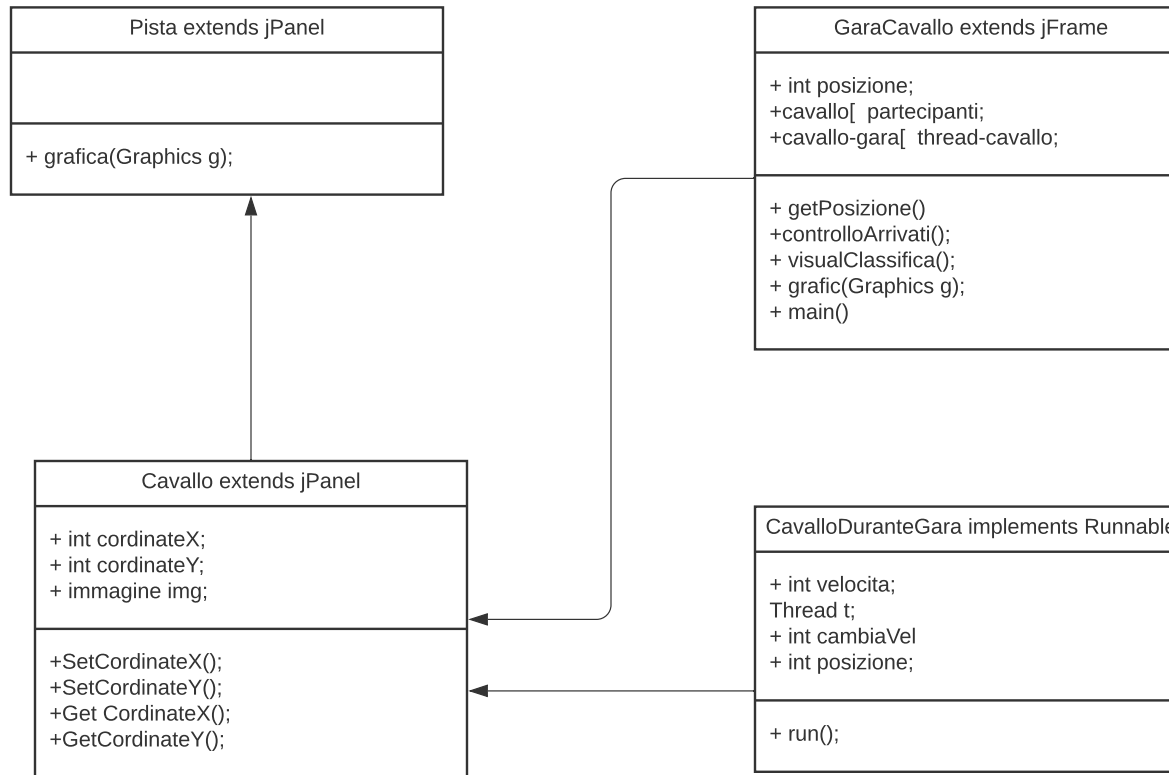 Pista extends jPanel
+ grafica(Graphics g);
GaraCavallo extends jFrame
+ int posizione;
+cavallo[  partecipanti;
+cavallo-gara[  thread-cavallo;
+ getPosizione()
+controlloArrivati();
+ visualClassifica();
+ grafic(Graphics g);
+ main()
Cavallo extends jPanel
+ int cordinateX;
+ int cordinateY;
+ immagine img;
+SetCordinateX();
+SetCordinateY();
+Get CordinateX();
+GetCordinateY();
CavalloDuranteGara implements Runnable
+ int velocita;
Thread t;
+ int cambiaVel
+ int posizione;
+ run();